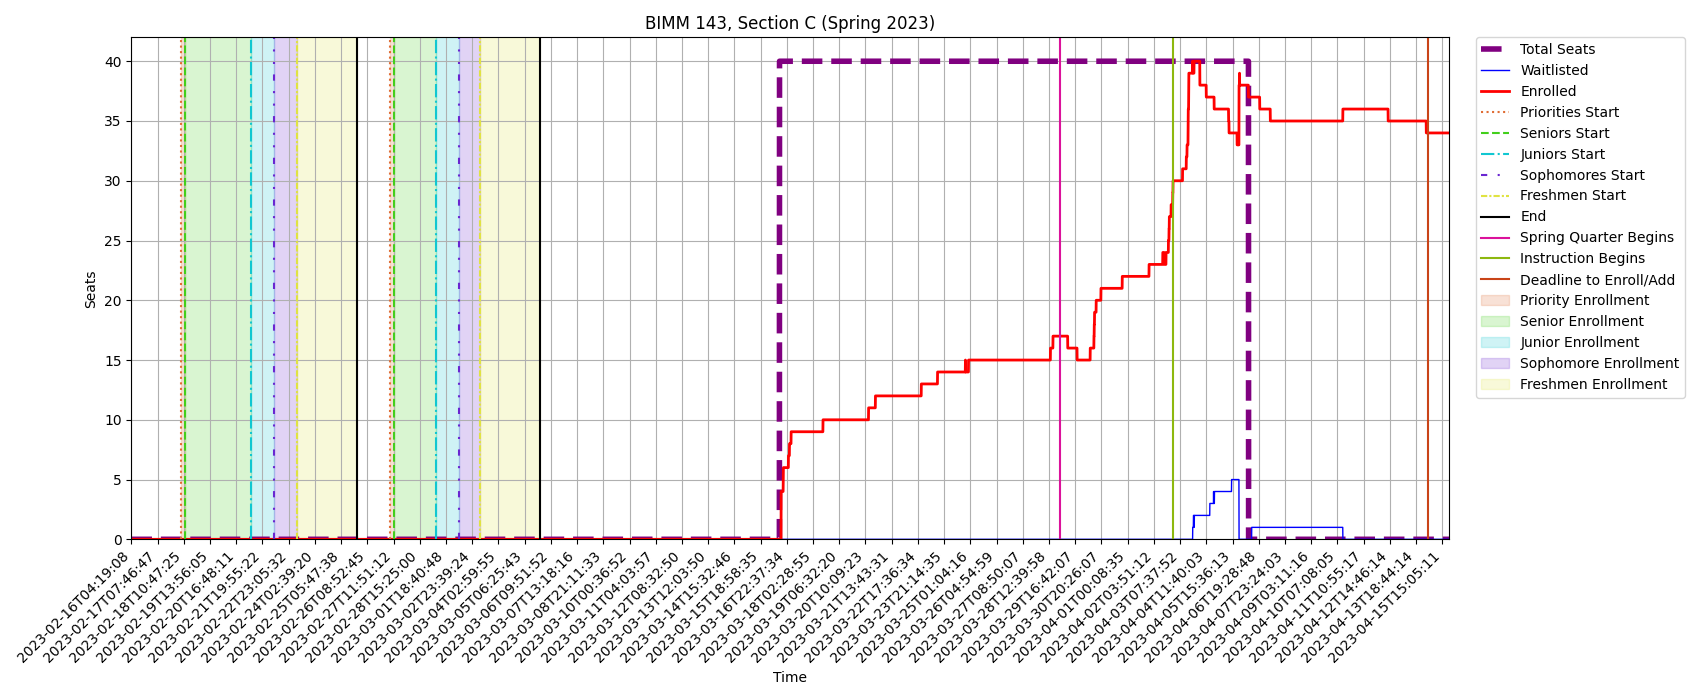 BIMM 143, Section C (Spring 2023)
Seats
40
35
30
25
20
15
10
5
0
2023-02-16T04:19:08
2023-02-17T07:46:47
2023-02-18T10:47:25
2023-02-19T13:56:05
2023-02-20T16:48:11
2023-02-21T19:55:22
2023-02-22T23:05:32
2023-02-24T02:39:20
2023-02-25T05:47:38
2023-02-26T08:52:45
2023-02-27T11:51:12
2023-02-28T15:25:00
2023-03-01T18:40:48
2023-03-02T21:39:24
2023-03-04T02:59:55
2023-03-05T06:25:43
2023-03-06T09:51:52
2023-03-07T13:18:16
2023-03-08T21:11:33
2023-03-10T00:36:52
2023-03-11T04:03:57
2023-03-12T08:32:50
2023-03-13T12:03:50
2023-03-14T15:32:46
2023-03-15T18:58:35
2023-03-16T22:37:34
2023-03-18T02:28:55
2023-03-19T06:32:20
2023-03-20T10:09:23
2023-03-21T13:43:31
2023-03-22T17:36:34
2023-03-23T21:14:35
2023-03-25T01:04:16
2023-03-26T04:54:59
2023-03-27T08:50:07
2023-03-28T12:39:58
2023-03-29T16:42:07
2023-03-30T20:26:07
2023-04-01T00:08:35
2023-04-02T03:51:12
2023-04-03T07:37:52
2023-04-04T11:40:03
2023-04-05T15:36:13
2023-04-06T19:28:48
2023-04-07T23:24:03
2023-04-09T03:11:16
2023-04-10T07:08:05
2023-04-11T10:55:17
2023-04-12T14:46:14
2023-04-13T18:44:14
2023-04-15T15:05:11
Time
Total Seats
Waitlisted
Enrolled
Priorities Start
Seniors Start
Juniors Start
Sophomores Start
Freshmen Start
End
Spring Quarter Begins
Instruction Begins
Deadline to Enroll/Add
Priority Enrollment
Senior Enrollment
Junior Enrollment
Sophomore Enrollment
Freshmen Enrollment